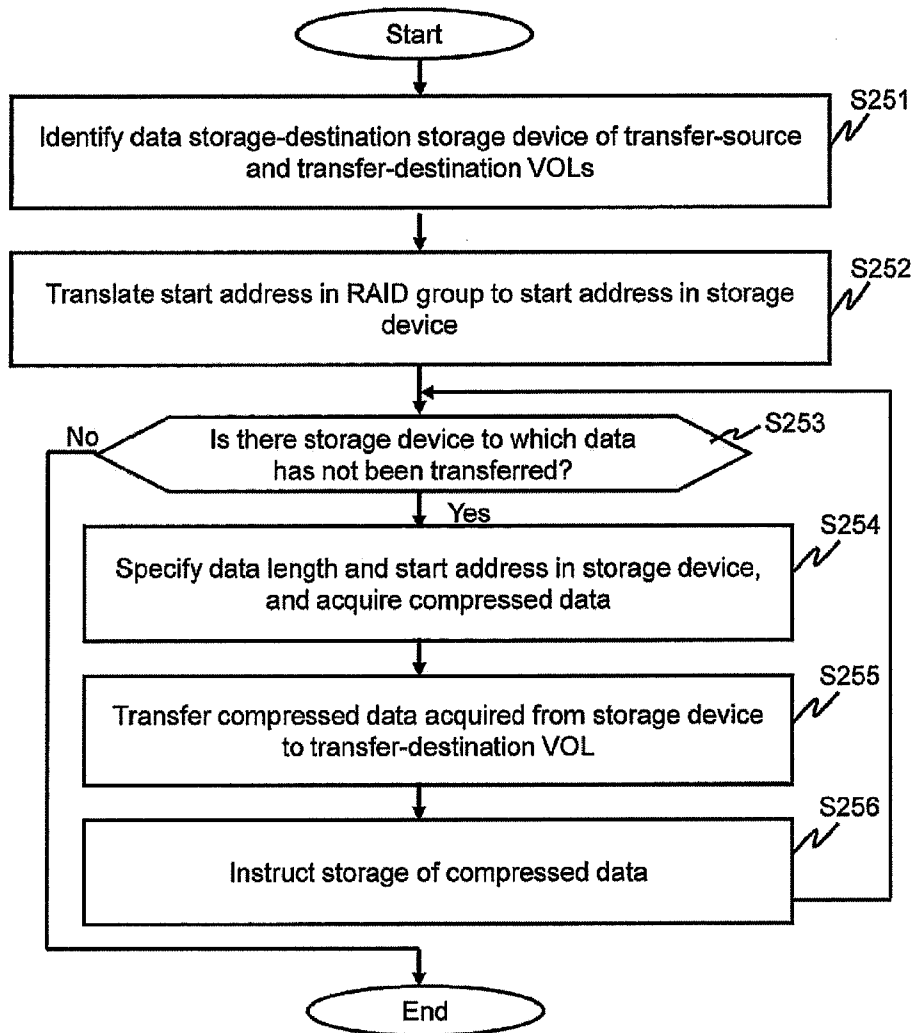 Start
S251
Identify data storage-destination storage device of transfer-source
and transfer-destination VOLs
S252
Translate start address in RAID group to start address in storage
device
No
S253
Is there storage device to which data
has not been transferred?
Yes
S254
Specify data length and start address in storage device,
and acquire compressed data
S255
Transfer compressed data acquired from storage device
to transfer-destination VOL
S256
Instruct storage of compressed data
End